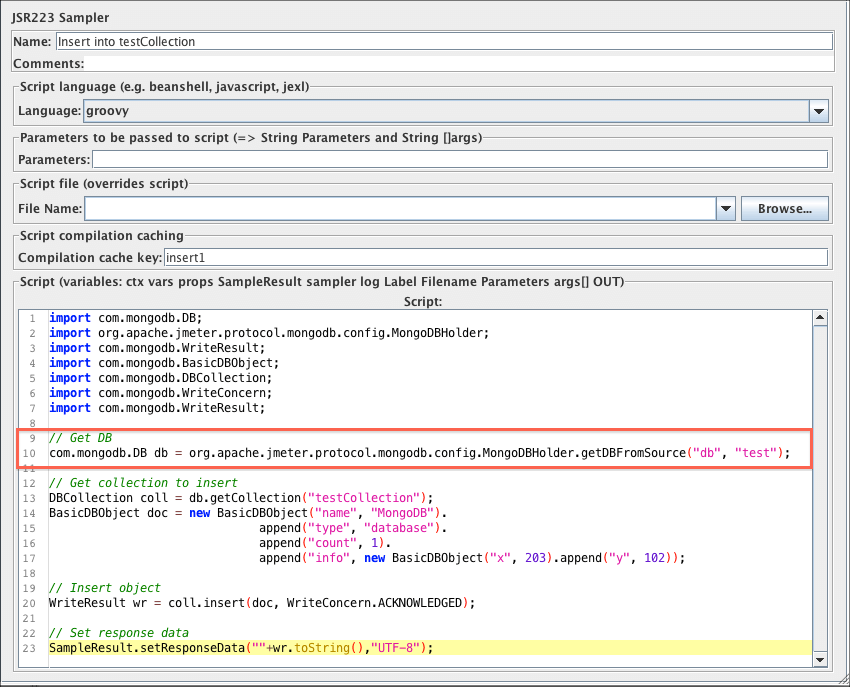 JSR223 Sampler
Name: Insert into testCollection
Comments:
Script language (e.g. beanshell, javascript, jexl)
Language: groovy
Parameters to be passed to script (=> String Parameters and String []args)
Parameters:
Script file (overrides script)
File Name: Browse...
Script compilation caching
Compilation cache key: insert1
Script (variables: ctx vars props SampleResult sampler log Label Filename Parameters args[] OUT)
Script:
1 import com.mongodb.DB;
2 import org.apache.jmeter.protocol.mongodb.config.MongoDBHolder;
3 import com.mongodb.WriteResult;
4 import com.mongodb.BasicDBObject;
5 import com.mongodb.DBCollection;
6 import com.mongodb.WriteConcern;
7 import com.mongodb.WriteResult;
8
9 // Get DB
10 com.mongodb.DB db = org.apache.jmeter.protocol.mongodb.config.MongoDBHolder.getDBFromSource("db", "test");
11
12 // Get collection to insert
13 DBCollection coll = db.getCollection("testCollection");
14 BasicDBObject doc = new BasicDBObject("name", "MongoDB").
15 append("type", "database").
16 append("count", 1).
17 append("info", new BasicDBObject("x", 203).append("y", 102));
18
19 // Insert object
20 WriteResult wr = coll.insert(doc, WriteConcern.ACKNOWLEDGED);
21
22 // Set response data
23 SampleResult.setResponseData(""+wr.toString(),"UTF-8");